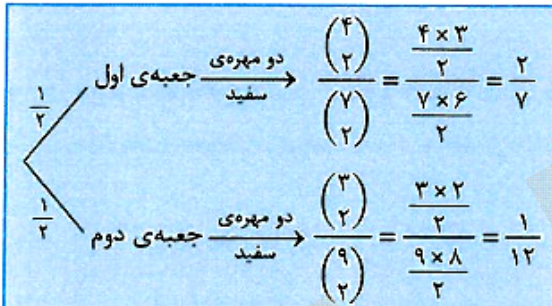 ۱/۲ جعبه‌ی اول دو مهره‌ی سفید → (۴ ۲)/(۷ ۲) = (۴ × ۳)/۲ / (۷ × ۶)/۲ = ۲/۷
۱/۲ جعبه‌ی دوم دو مهره‌ی سفید → (۳ ۲)/(۹ ۲) = (۳ × ۲)/۲ / (۹ × ۸)/۲ = ۱/۱۲